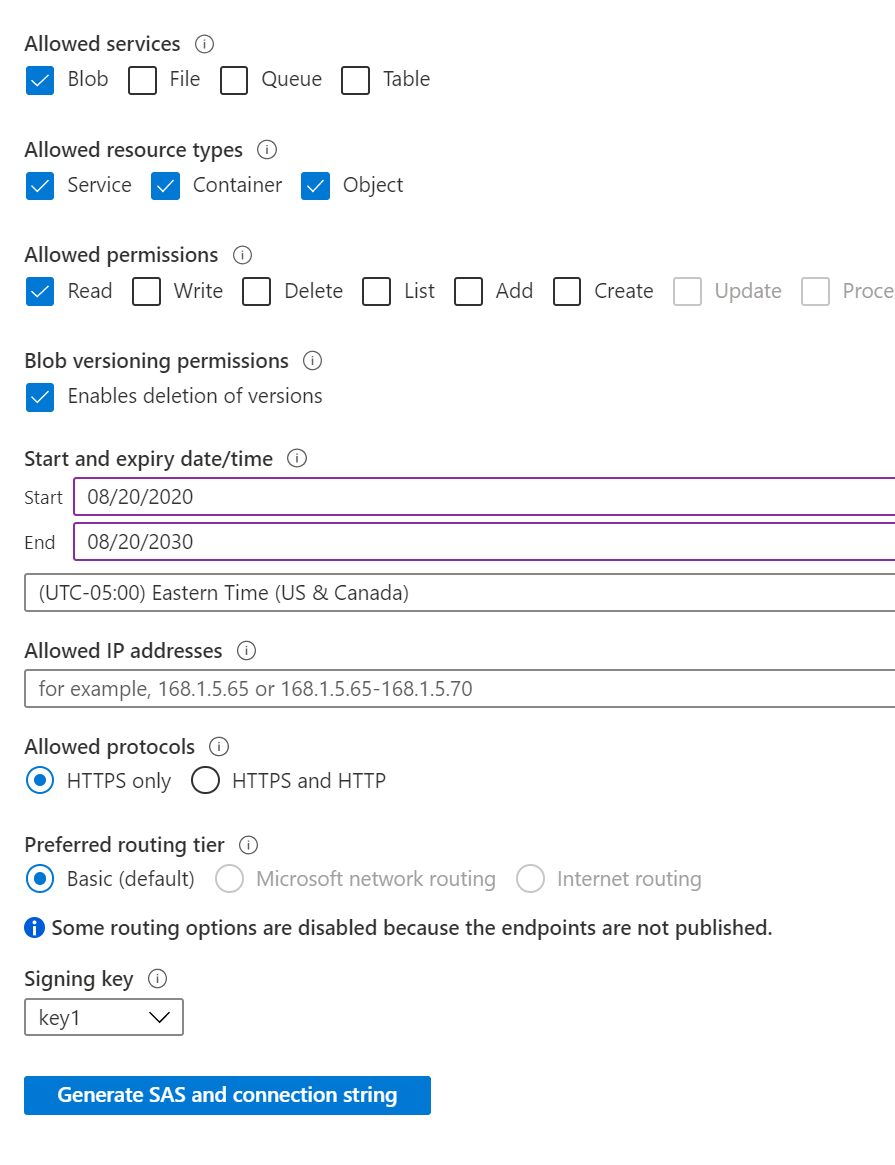 Allowed services
Blob File Queue Table
Allowed resource types
Service Container Object
Allowed permissions
Read Write Delete List Add Create Update Proce
Blob versioning permissions
Enables deletion of versions
Start and expiry date/time
Start 08/20/2020
End 08/20/2030
(UTC-05:00) Eastern Time (US & Canada)
Allowed IP addresses
for example, 168.1.5.65 or 168.1.5.65-168.1.5.70
Allowed protocols
HTTPS only HTTPS and HTTP
Preferred routing tier
Basic (default) Microsoft network routing Internet routing
Some routing options are disabled because the endpoints are not published.
Signing key
key1
Generate SAS and connection string